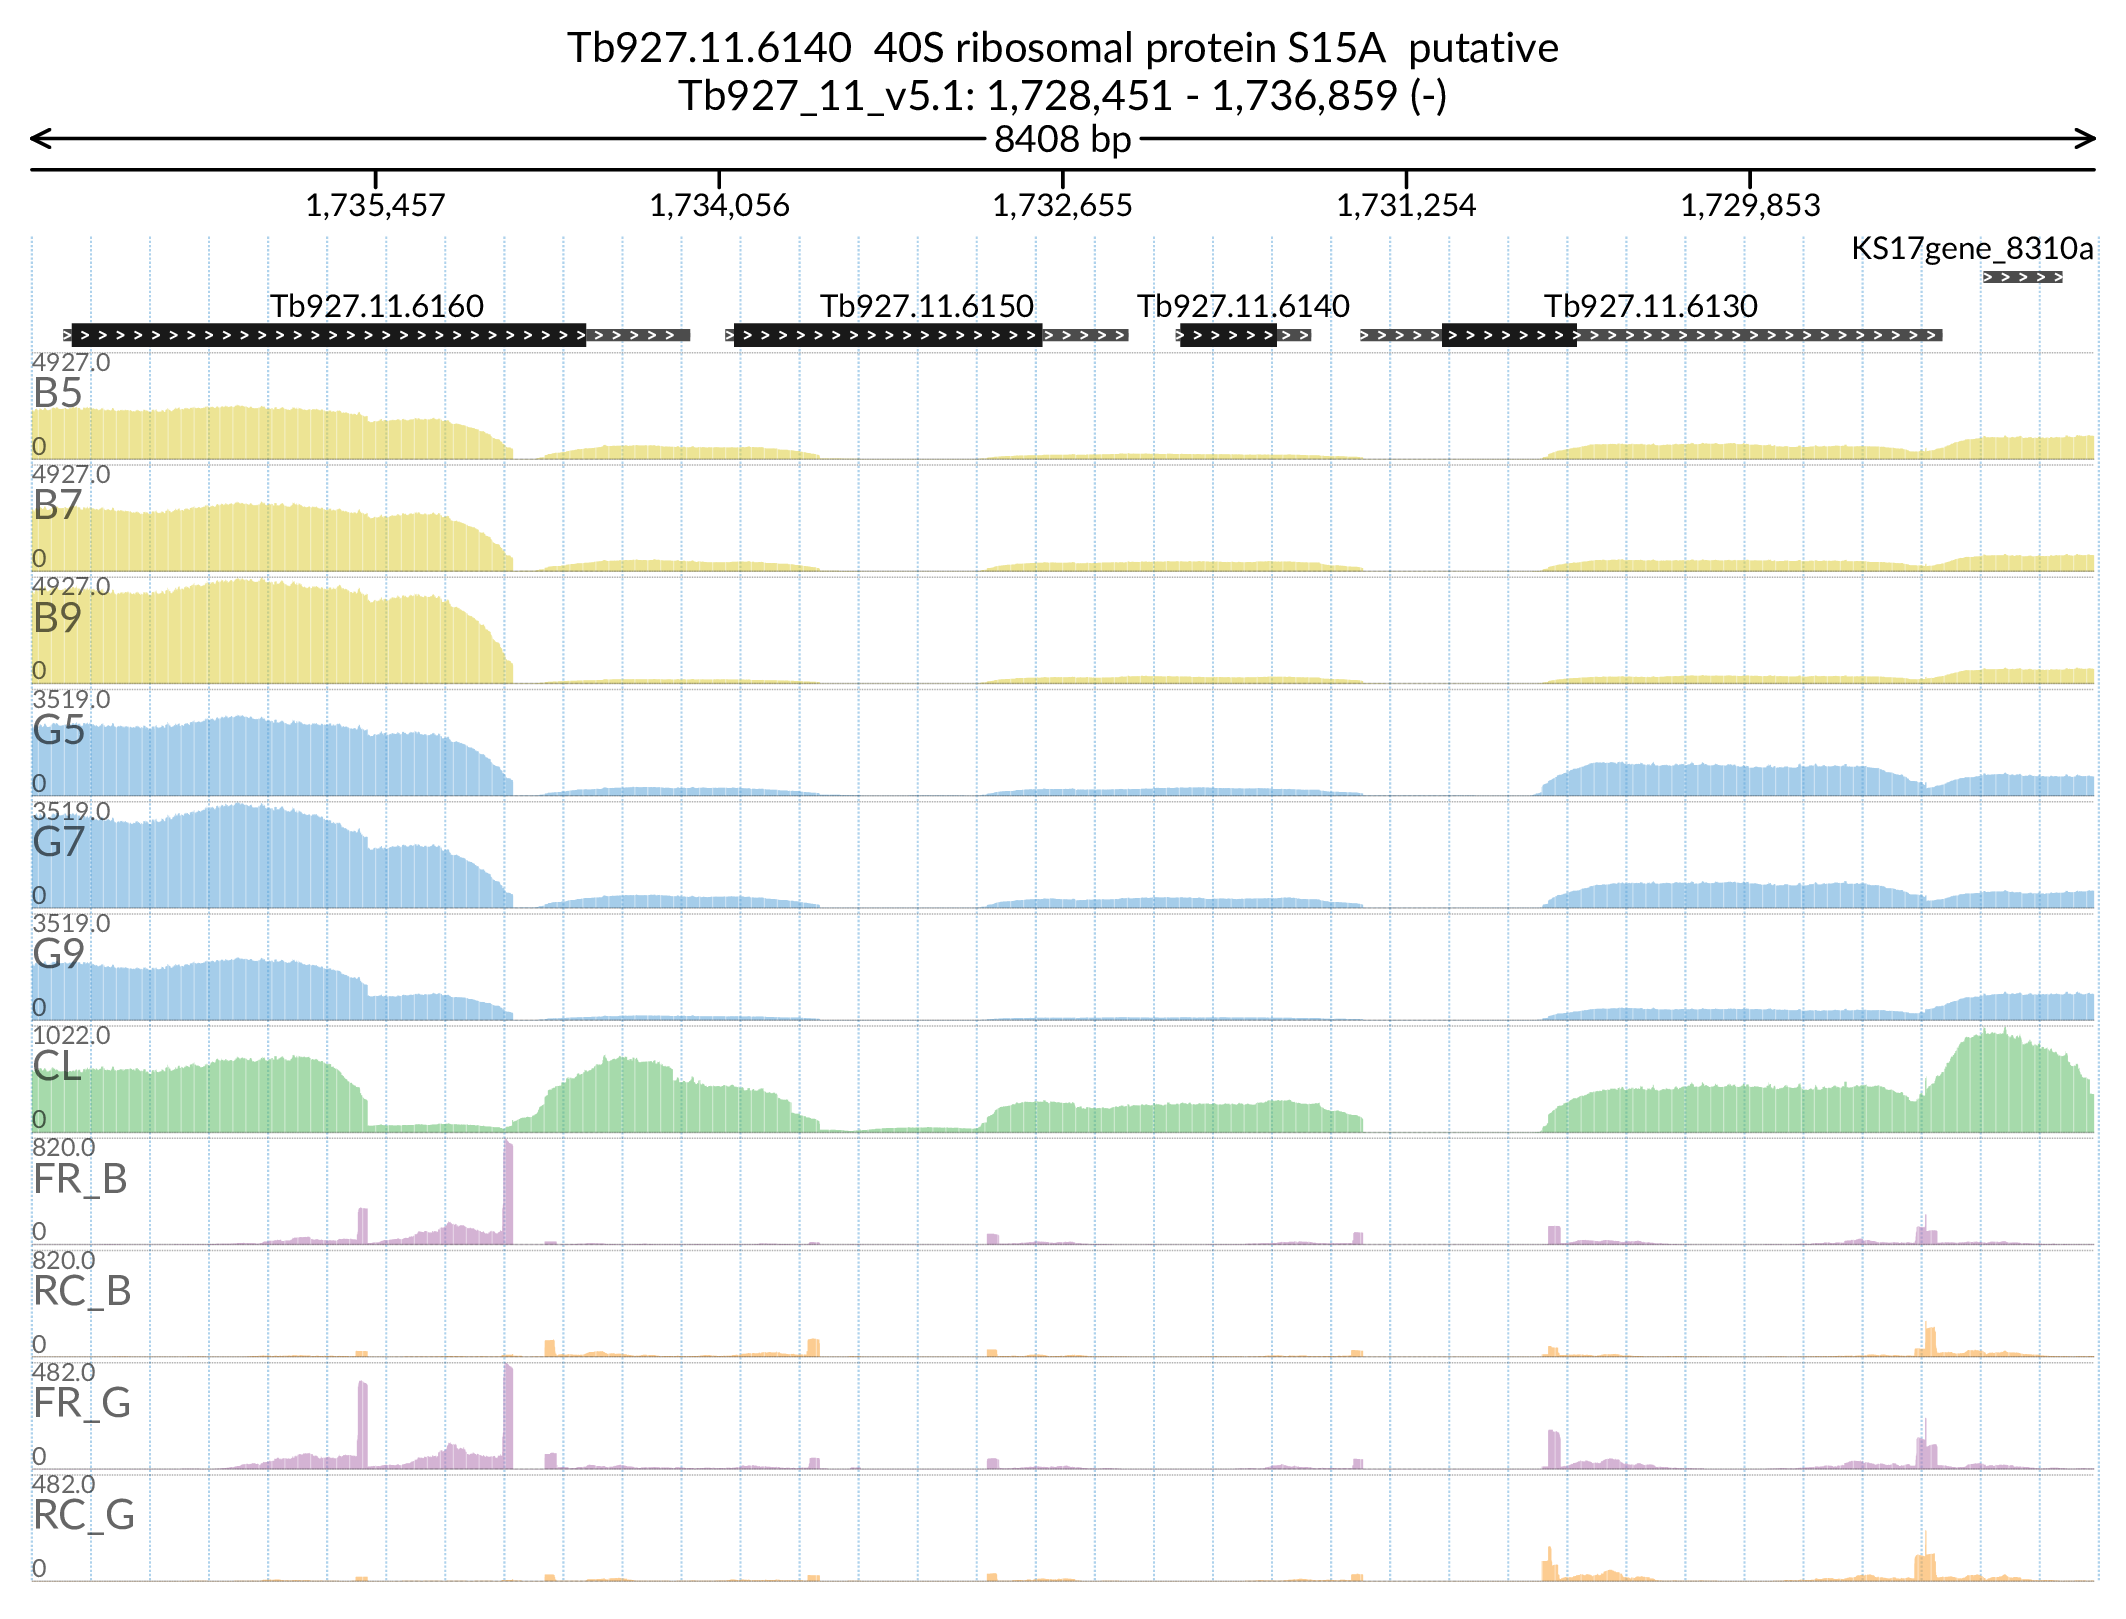 Tb927.11.6140  40S ribosomal protein S15A  putative
Tb927_11_v5.1: 1,728,451 - 1,736,859 (-)
8408 bp
1,735,457 1,734,056 1,732,655 1,731,254 1,729,853
KS17gene_8310a
Tb927.11.6160 Tb927.11.6150 Tb927.11.6140 Tb927.11.6130
4927.0
B5
0
4927.0
B7
0
4927.0
B9
0
3519.0
G5
0
3519.0
G7
0
3519.0
G9
0
1022.0
CL
0
820.0
FR_B
0
820.0
RC_B
0
482.0
FR_G
0
482.0
RC_G
0